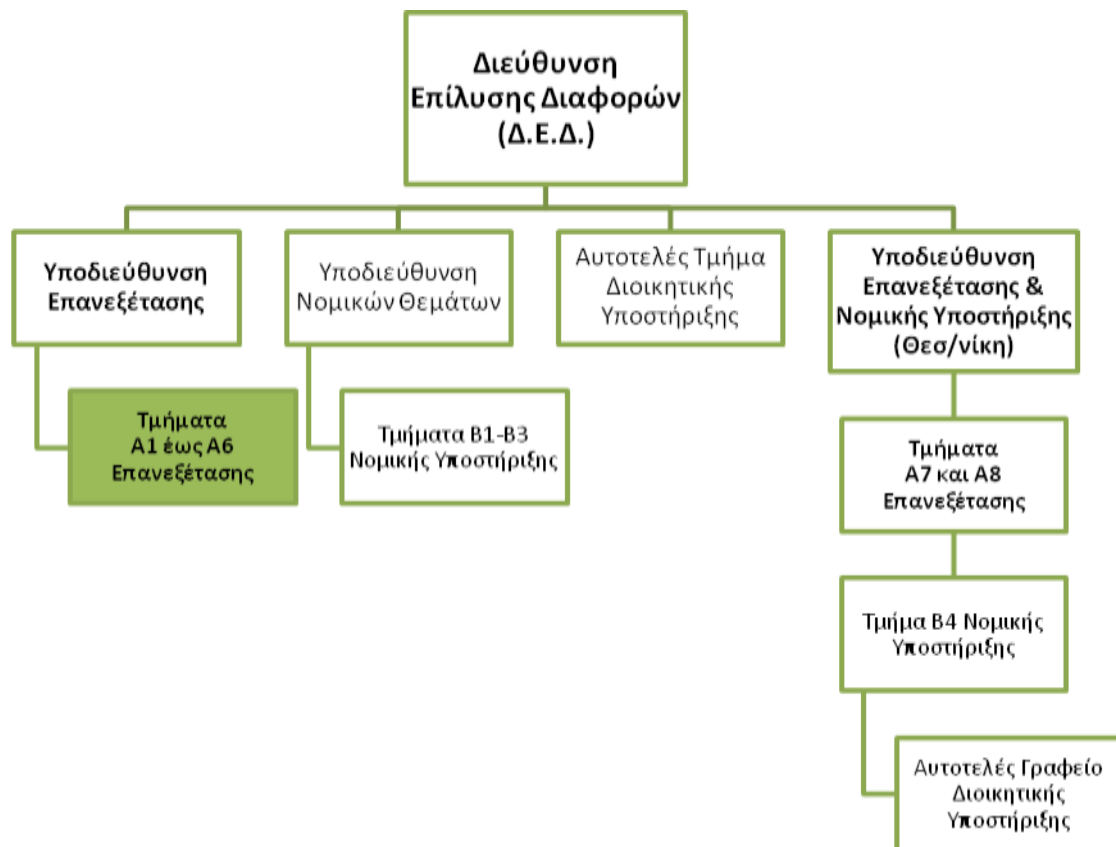 Διεύθυνση
Επίλυσης Διαφορών
(Δ.Ε.Δ.)
Υποδιεύθυνση
Επανεξέτασης
Υποδιεύθυνση
Νομικών Θεμάτων
Αυτοτελές Τμήμα
Διοικητικής
Υποστήριξης
Υποδιεύθυνση
Επανεξέτασης &
Νομικής Υποστήριξης
(Θεσ/νίκη)
Τμήματα
Α1 έως Α6
Επανεξέτασης
Τμήματα Β1-Β3
Νομικής Υποστήριξης
Τμήματα
Α7 και Α8
Επανεξέτασης
Τμήμα Β4 Νομικής
Υποστήριξης
Αυτοτελές Γραφείο
Διοικητικής
Υποστήριξης